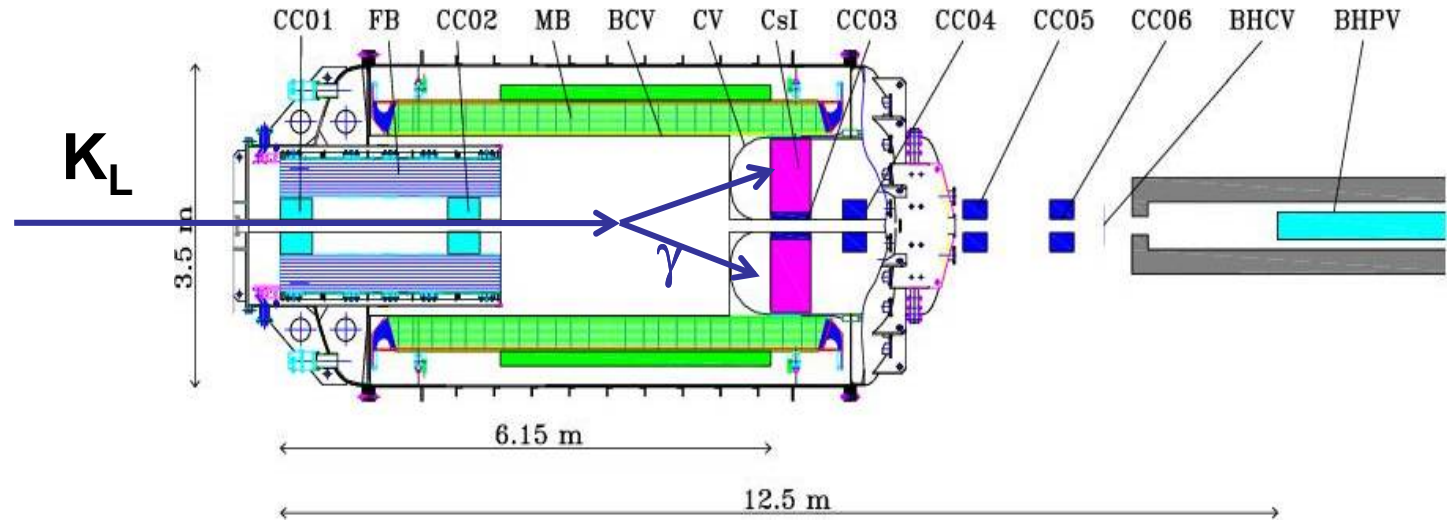 CC01 FB CC02 MB BCV CV CsI CC03 CC04 CC05 CC06 BHCV BHPV
K_L
γ
3.5 m
6.15 m
12.5 m